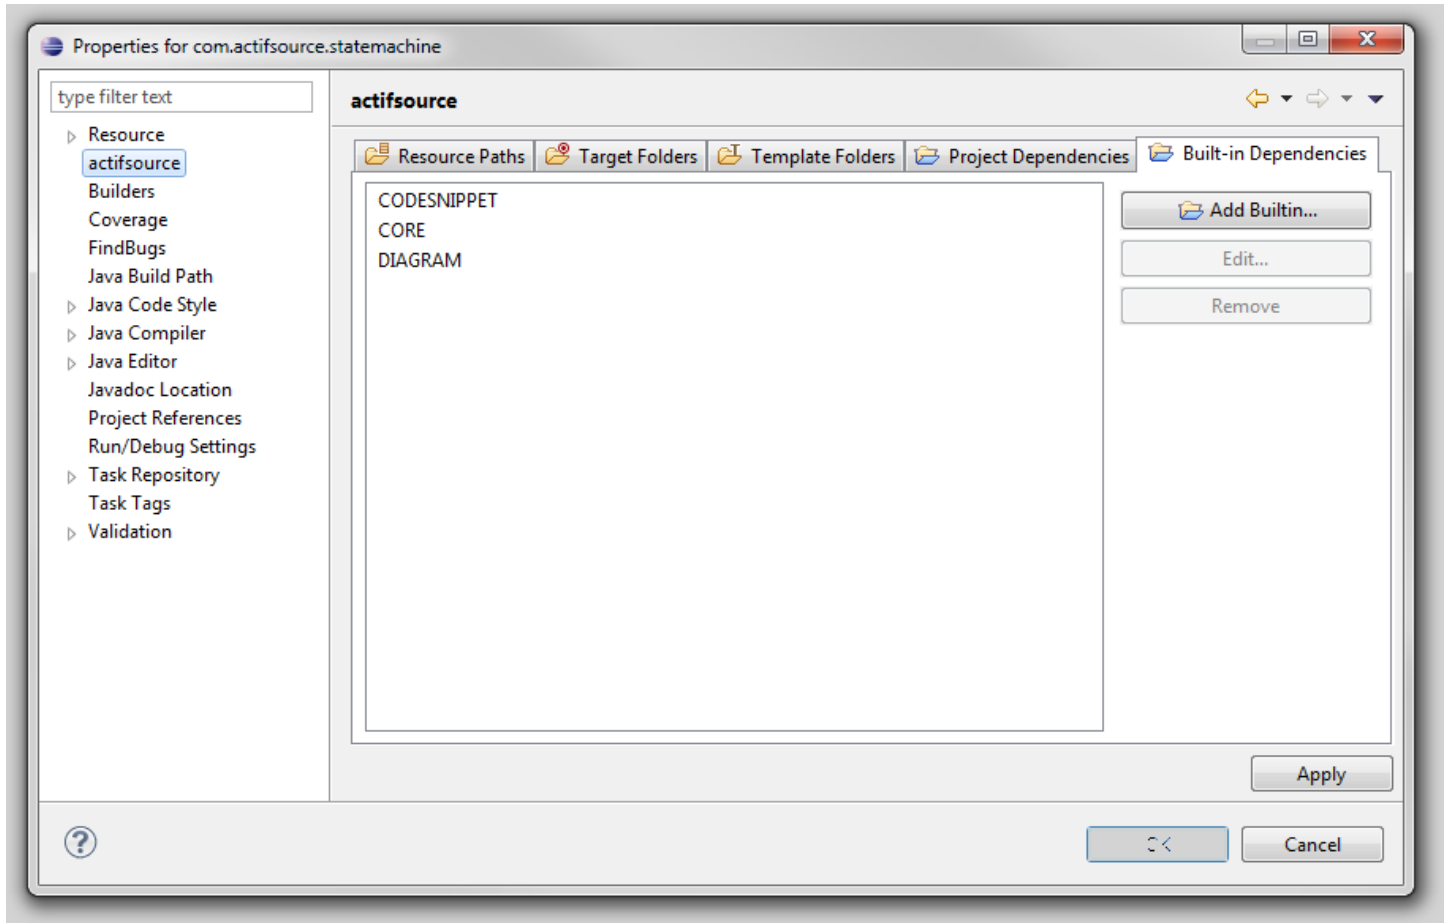 Properties for com.actifsource.statemachine
type filter text
Resource
actifsource
Builders
Coverage
FindBugs
Java Build Path
Java Code Style
Java Compiler
Java Editor
Javadoc Location
Project References
Run/Debug Settings
Task Repository
Task Tags
Validation
actifsource
Resource Paths Target Folders Template Folders Project Dependencies Built-in Dependencies
CODESNIPPET
CORE
DIAGRAM
Add Builtin...
Edit...
Remove
Apply
OK Cancel